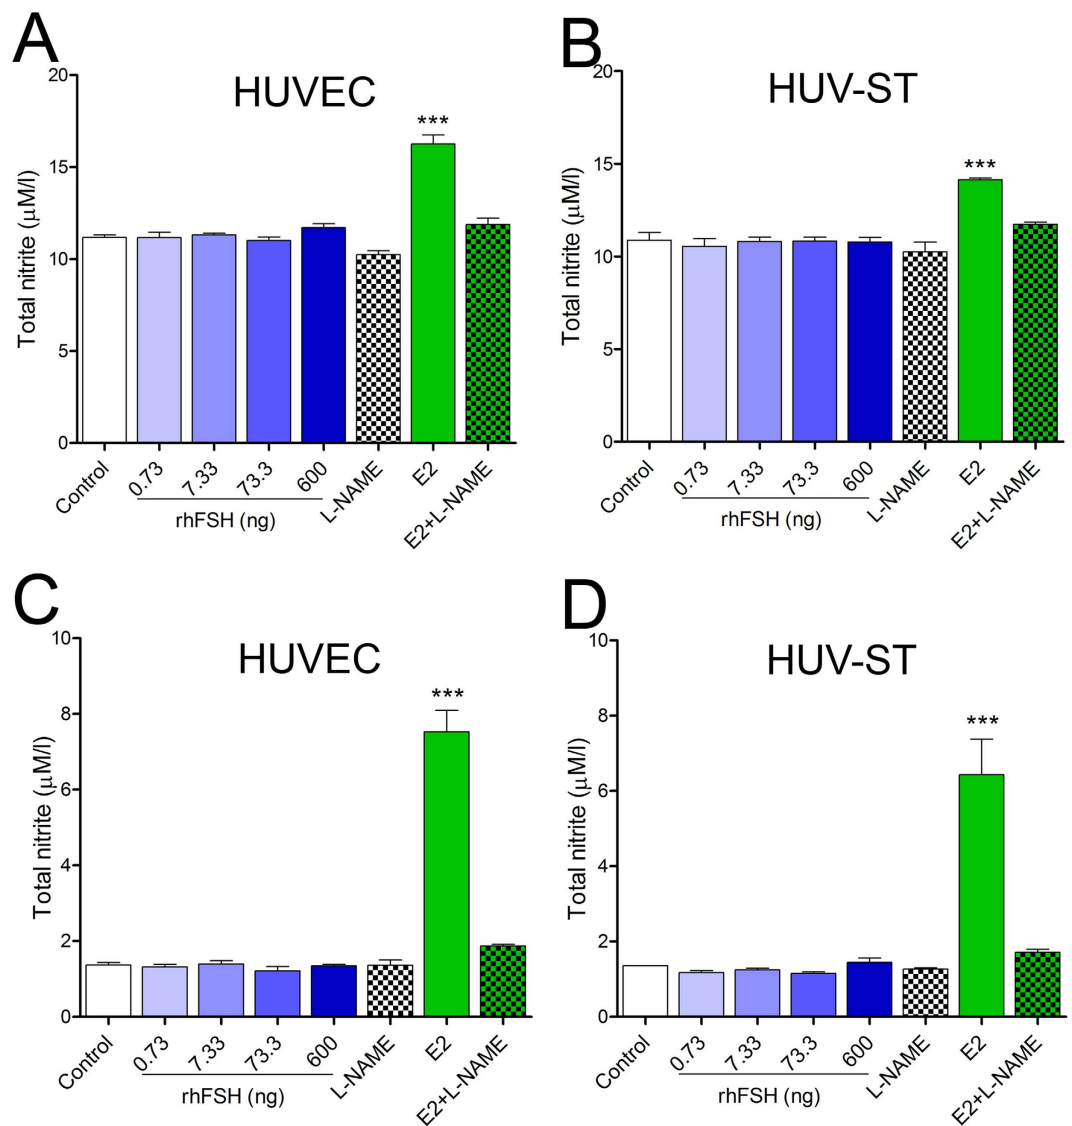 A
HUVEC
***
Total nitrite (μM/l)
20
15
10
5
0
Control
0.73
7.33
73.3
600
L-NAME
E2
E2+L-NAME
rhFSH (ng)
B
HUV-ST
***
Total nitrite (μM/l)
20
15
10
5
0
Control
0.73
7.33
73.3
600
L-NAME
E2
E2+L-NAME
rhFSH (ng)
C
HUVEC
***
Total nitrite (μM/l)
10
8
6
4
2
0
Control
0.73
7.33
73.3
600
L-NAME
E2
E2+L-NAME
rhFSH (ng)
D
HUV-ST
***
Total nitrite (μM/l)
10
8
6
4
2
0
Control
0.73
7.33
73.3
600
L-NAME
E2
E2+L-NAME
rhFSH (ng)